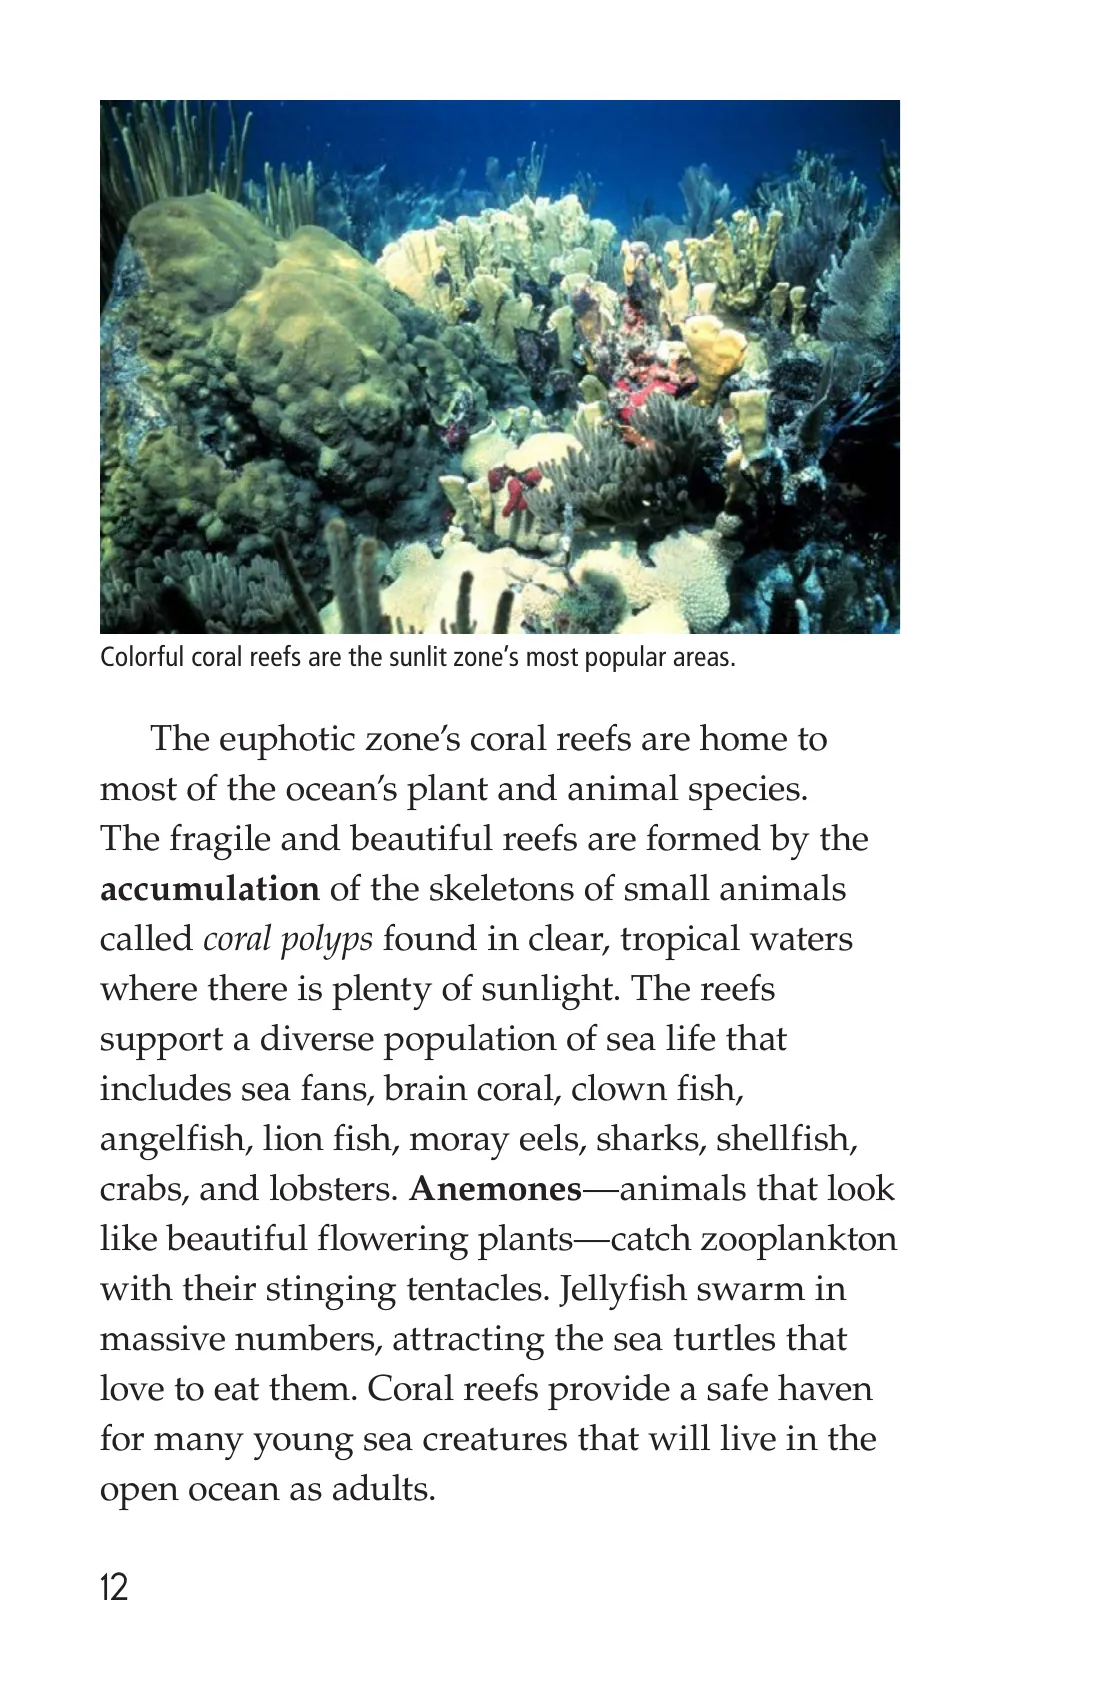 Colorful coral reefs are the sunlit zone's most popular areas.
The euphotic zone's coral reefs are home to
most of the ocean's plant and animal species.
The fragile and beautiful reefs are formed by the
accumulation of the skeletons of small animals
called coral polyps found in clear, tropical waters
where there is plenty of sunlight. The reefs
support a diverse population of sea life that
includes sea fans, brain coral, clown fish,
angelfish, lion fish, moray eels, sharks, shellfish,
crabs, and lobsters. Anemones—animals that look
like beautiful flowering plants—catch zooplankton
with their stinging tentacles. Jellyfish swarm in
massive numbers, attracting the sea turtles that
love to eat them. Coral reefs provide a safe haven
for many young sea creatures that will live in the
open ocean as adults.
12